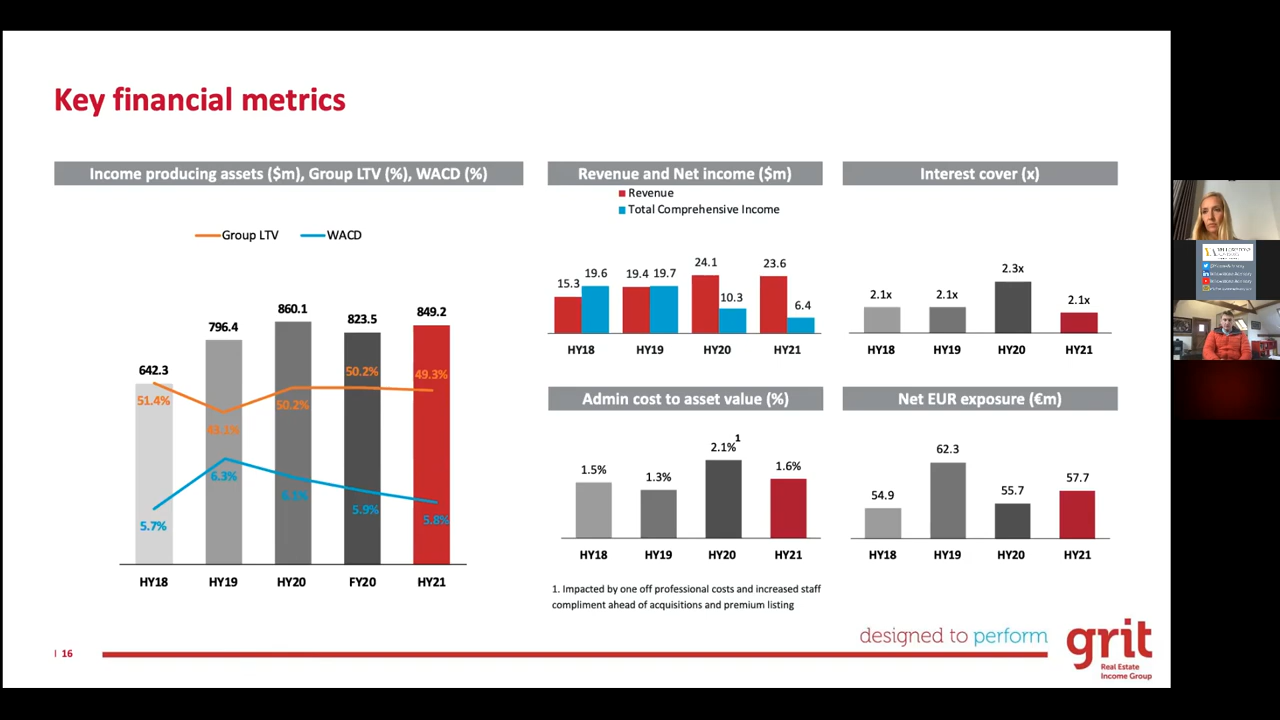 Key financial metrics
Income producing assets ($m), Group LTV (%), WACD (%)
Group LTV
WACD
642.3
796.4
860.1
823.5
849.2
51.4%
50.2%
50.2%
49.3%
5.7%
6.3%
5.9%
5.8%
HY18
HY19
HY20
FY20
HY21
Revenue and Net income ($m)
Revenue
Total Comprehensive Income
15.3
19.6
19.4
19.7
24.1
10.3
23.6
6.4
HY18
HY19
HY20
HY21
Interest cover (x)
2.1x
2.1x
2.3x
2.1x
HY18
HY19
HY20
HY21
Admin cost to asset value (%)
1.5%
1.3%
2.1%1
1.6%
HY18
HY19
HY20
HY21
1. Impacted by one off professional costs and increased staff
compliment ahead of acquisitions and premium listing
Net EUR exposure (€m)
54.9
62.3
55.7
57.7
HY18
HY19
HY20
HY21
designed to perform
grit
Real Estate
Income Group
| 16